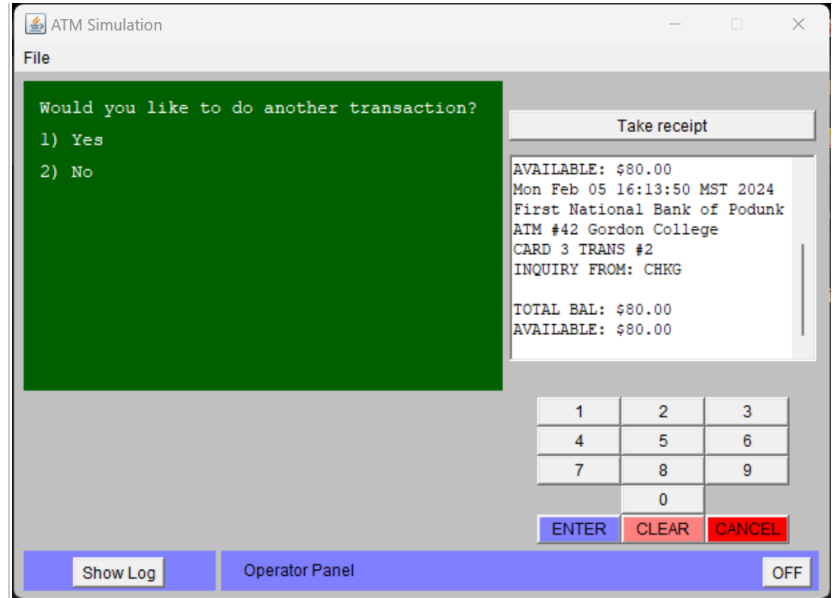 ATM Simulation
File
Would you like to do another transaction?
1) Yes
2) No
Take receipt
AVAILABLE: $80.00
Mon Feb 05 16:13:50 MST 2024
First National Bank of Podunk
ATM #42 Gordon College
CARD 3 TRANS #2
INQUIRY FROM: CHKG
TOTAL BAL: $80.00
AVAILABLE: $80.00
1 2 3
4 5 6
7 8 9
0
ENTER CLEAR CANCEL
Show Log Operator Panel OFF